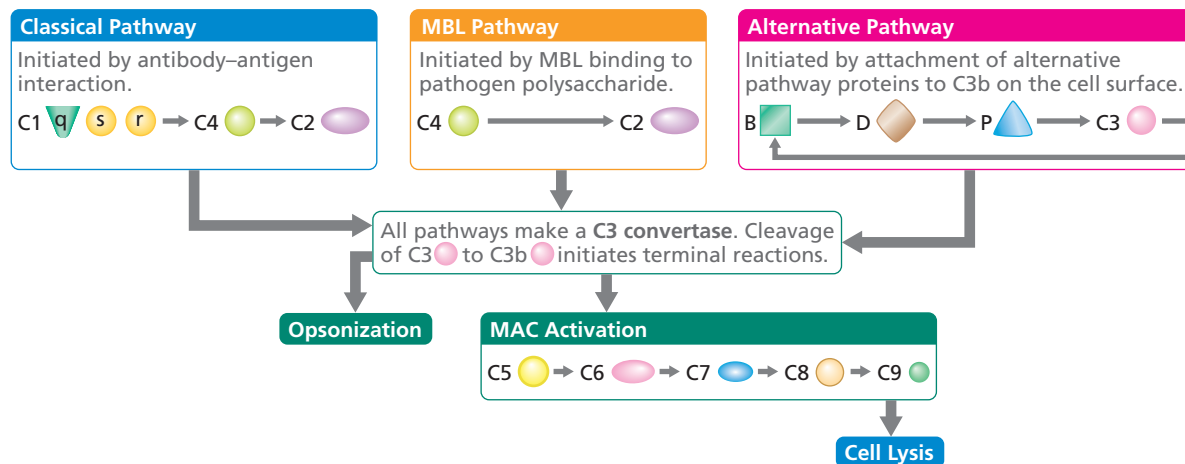 Classical Pathway
Initiated by antibody–antigen
interaction.
C1 q s r C4 C2
MBL Pathway
Initiated by MBL binding to
pathogen polysaccharide.
C4 C2
Alternative Pathway
Initiated by attachment of alternative
pathway proteins to C3b on the cell surface.
B D P C3
All pathways make a C3 convertase. Cleavage
of C3 to C3b initiates terminal reactions.
Opsonization
MAC Activation
C5 C6 C7 C8 C9
Cell Lysis